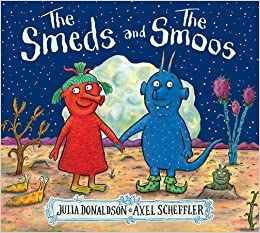 The The
Smeds and Smoos
JULIA DONALDSON • AXEL SCHEFFLER